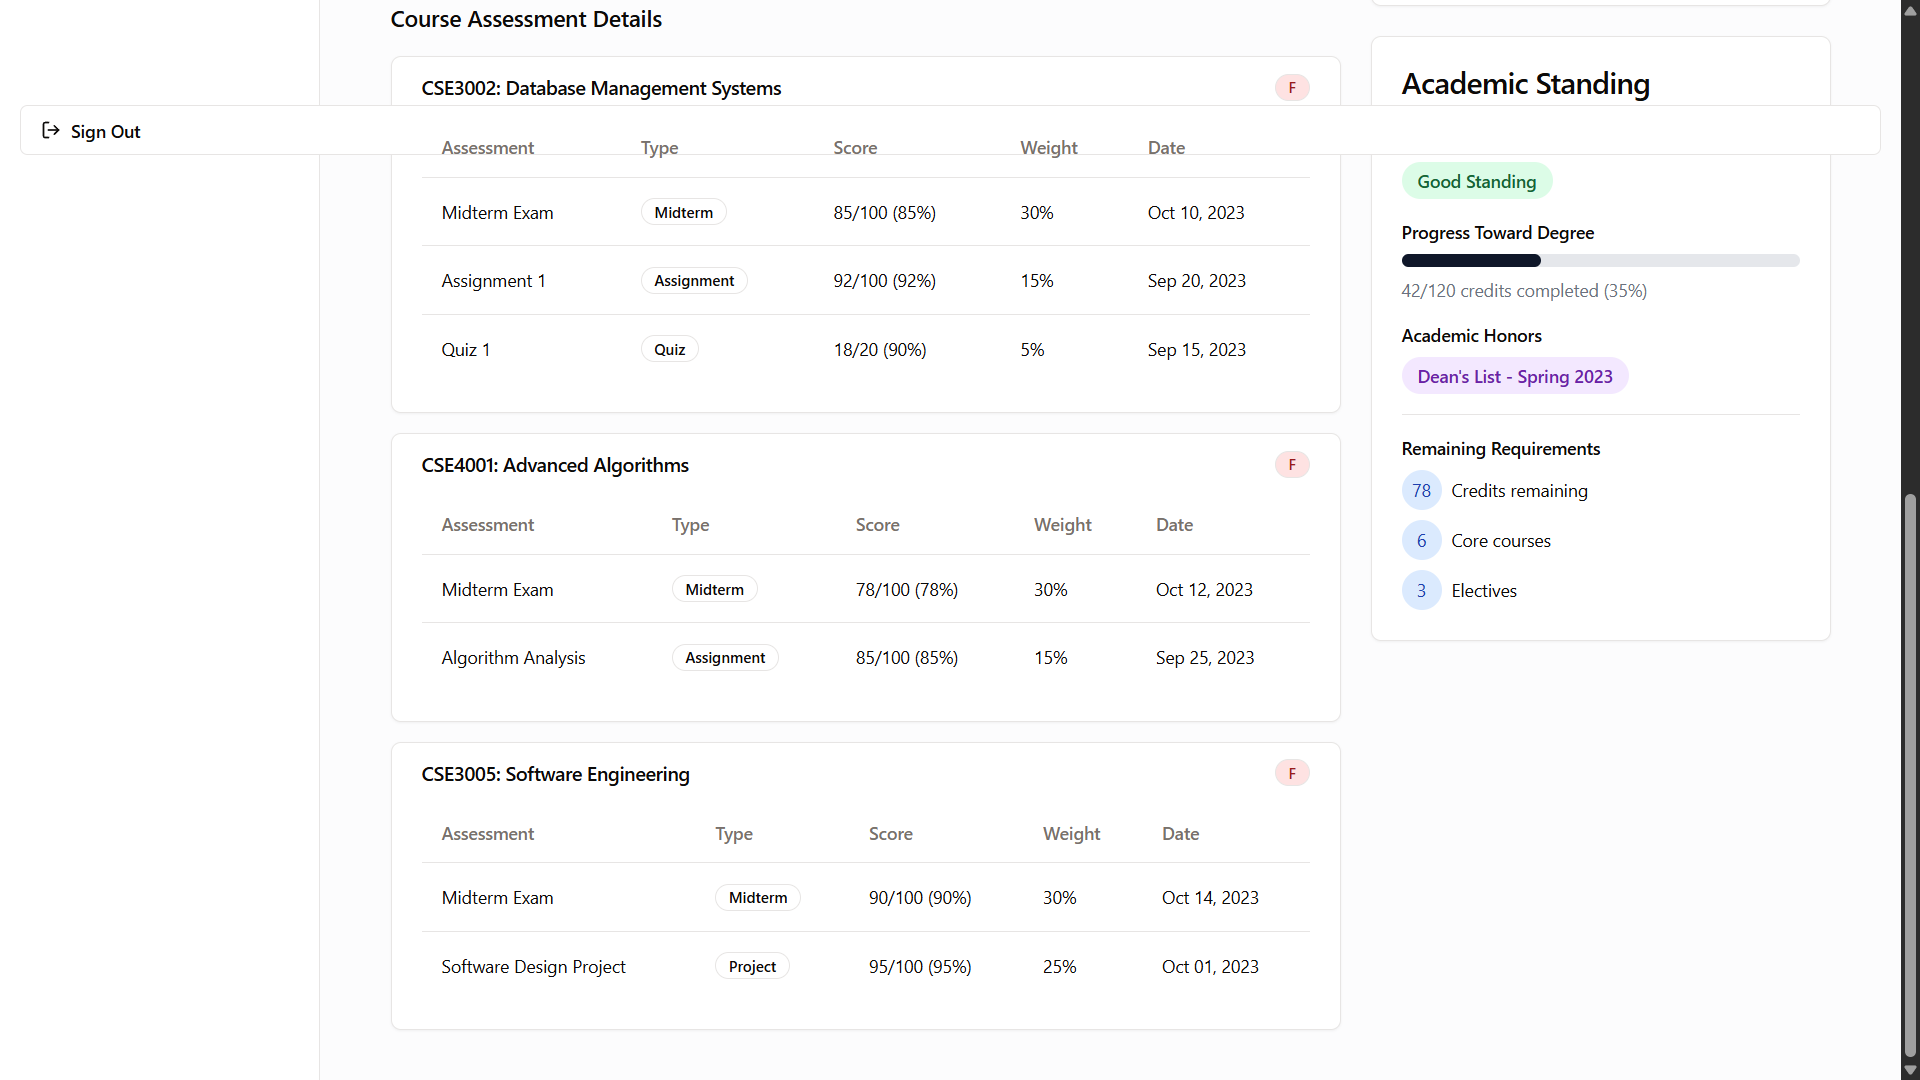 Course Assessment Details
CSE3002: Database Management Systems
F
Sign Out
Assessment Type Score Weight Date
Midterm Exam Midterm 85/100 (85%) 30% Oct 10, 2023
Assignment 1 Assignment 92/100 (92%) 15% Sep 20, 2023
Quiz 1 Quiz 18/20 (90%) 5% Sep 15, 2023
CSE4001: Advanced Algorithms
F
Assessment Type Score Weight Date
Midterm Exam Midterm 78/100 (78%) 30% Oct 12, 2023
Algorithm Analysis Assignment 85/100 (85%) 15% Sep 25, 2023
CSE3005: Software Engineering
F
Assessment Type Score Weight Date
Midterm Exam Midterm 90/100 (90%) 30% Oct 14, 2023
Software Design Project Project 95/100 (95%) 25% Oct 01, 2023
Academic Standing
Good Standing
Progress Toward Degree
42/120 credits completed (35%)
Academic Honors
Dean's List - Spring 2023
Remaining Requirements
78 Credits remaining
6 Core courses
3 Electives